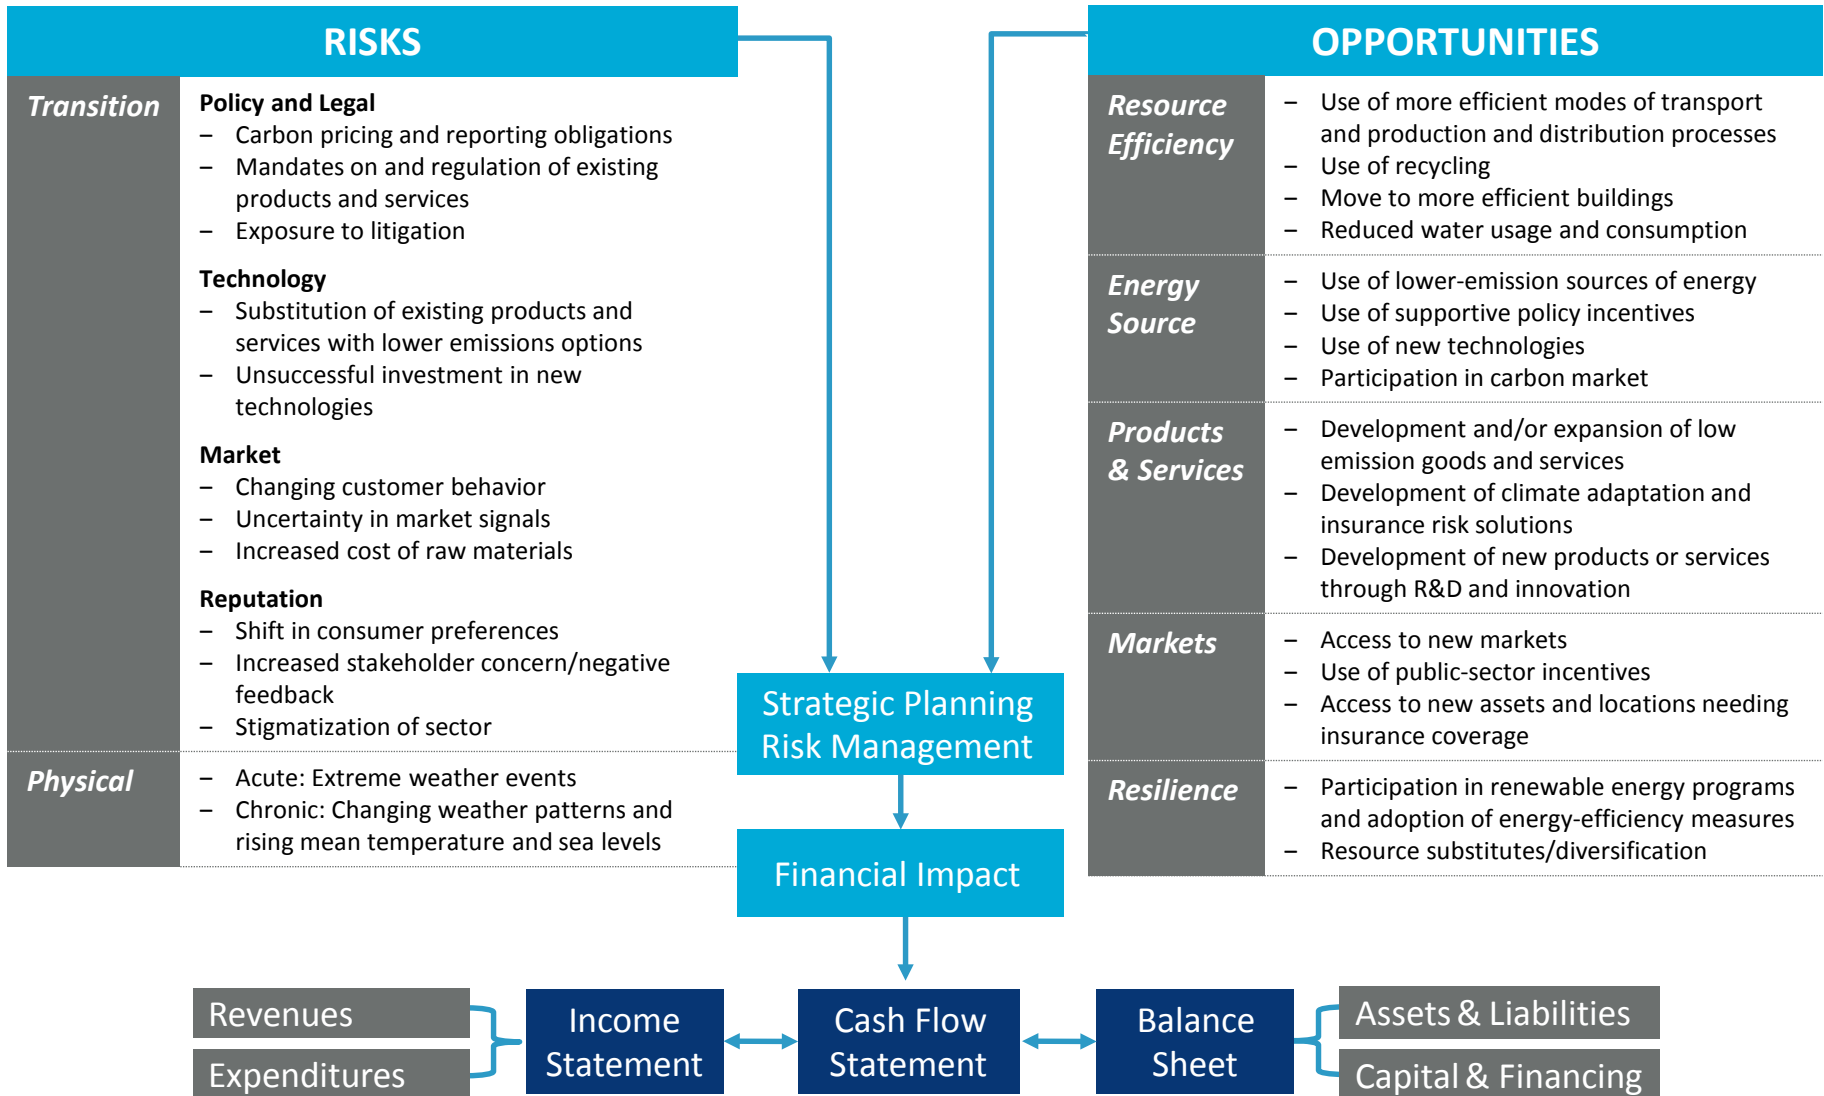 RISKS
Transition
Policy and Legal
– Carbon pricing and reporting obligations
– Mandates on and regulation of existing
products and services
– Exposure to litigation
Technology
– Substitution of existing products and
services with lower emissions options
– Unsuccessful investment in new
technologies
Market
– Changing customer behavior
– Uncertainty in market signals
– Increased cost of raw materials
Reputation
– Shift in consumer preferences
– Increased stakeholder concern/negative
feedback
– Stigmatization of sector
Physical
– Acute: Extreme weather events
– Chronic: Changing weather patterns and
rising mean temperature and sea levels
OPPORTUNITIES
Resource
Efficiency
– Use of more efficient modes of transport
and production and distribution processes
– Use of recycling
– Move to more efficient buildings
– Reduced water usage and consumption
Energy
Source
– Use of lower-emission sources of energy
– Use of supportive policy incentives
– Use of new technologies
– Participation in carbon market
Products
& Services
– Development and/or expansion of low
emission goods and services
– Development of climate adaptation and
insurance risk solutions
– Development of new products or services
through R&D and innovation
Markets
– Access to new markets
– Use of public-sector incentives
– Access to new assets and locations needing
insurance coverage
Resilience
– Participation in renewable energy programs
and adoption of energy-efficiency measures
– Resource substitutes/diversification
Strategic Planning
Risk Management
Financial Impact
Revenues
Expenditures
Income
Statement
Cash Flow
Statement
Balance
Sheet
Assets & Liabilities
Capital & Financing